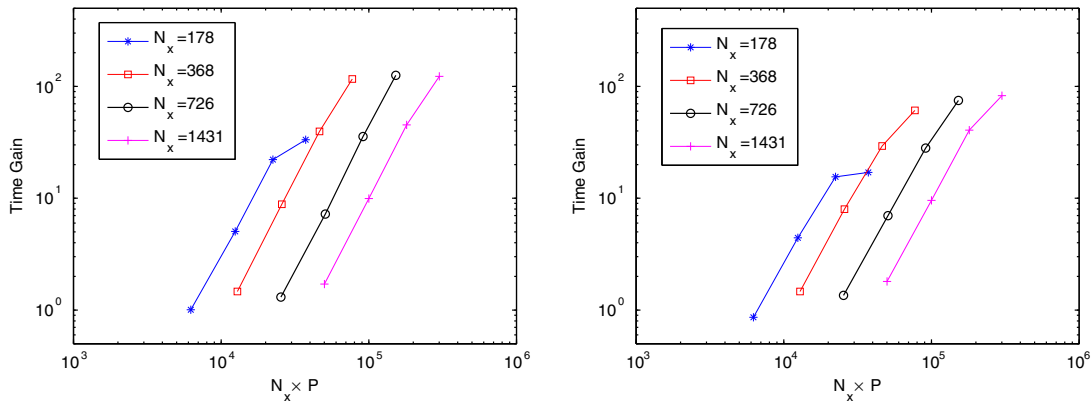 N_x=178
N_x=368
N_x=726
N_x=1431
Time Gain
10^2
10^1
10^0
10^3
10^4
10^5
10^6
N_x × P
N_x=178
N_x=368
N_x=726
N_x=1431
Time Gain
10^2
10^1
10^0
10^3
10^4
10^5
10^6
N_x × P